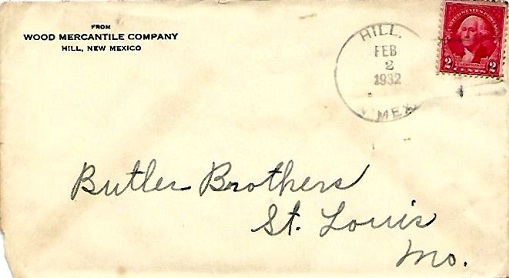 FROM
WOOD MERCANTILE COMPANY
HILL, NEW MEXICO
HILL.
FEB
2
1932
N. MEX.
2 2
Butler Brothers
St. Louis
Mo.